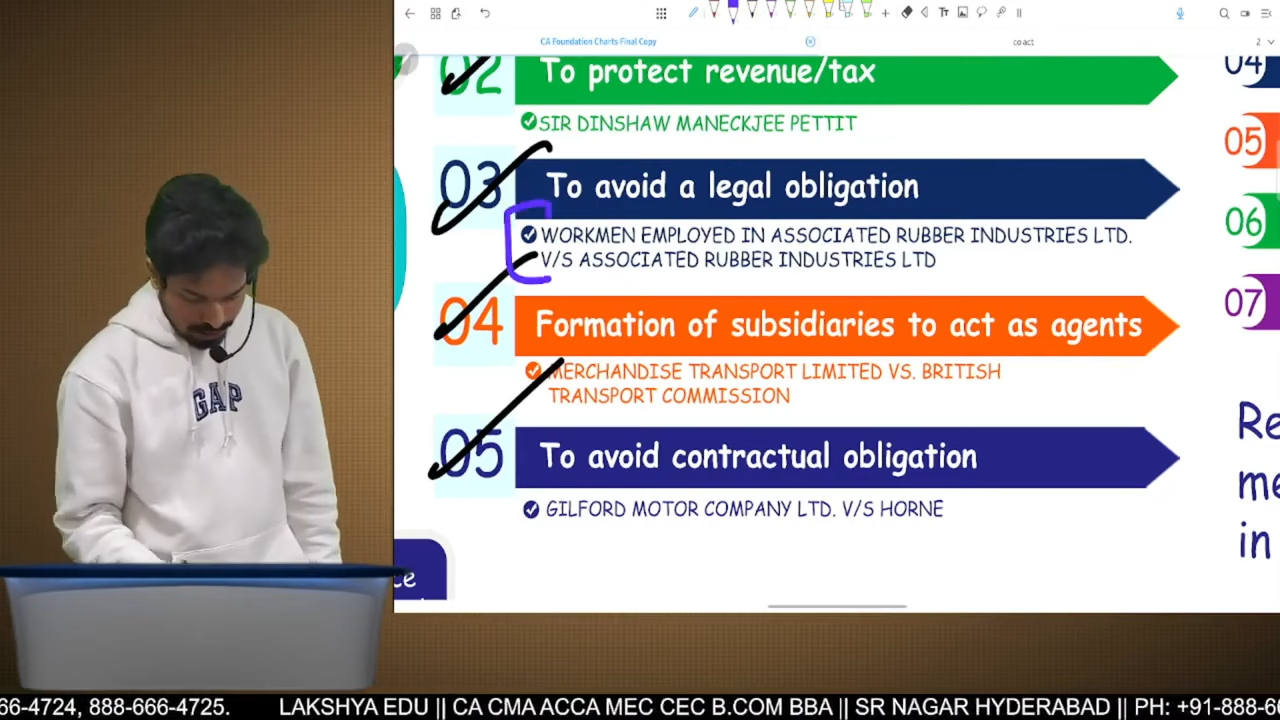 CA Foundation Charts Final Copy
co act
2
02 To protect revenue/tax
SIR DINSHAW MANECKJEE PETTIT
03 To avoid a legal obligation
WORKMEN EMPLOYED IN ASSOCIATED RUBBER INDUSTRIES LTD.
V/S ASSOCIATED RUBBER INDUSTRIES LTD
04 Formation of subsidiaries to act as agents
MERCHANDISE TRANSPORT LIMITED VS. BRITISH
TRANSPORT COMMISSION
05 To avoid contractual obligation
GILFORD MOTOR COMPANY LTD. V/S HORNE
04
05
06
07
Re
me
in
ce
GAP
66-4724, 888-666-4725. LAKSHYA EDU || CA CMA ACCA MEC CEC B.COM BBA || SR NAGAR HYDERABAD || PH: +91-888-6